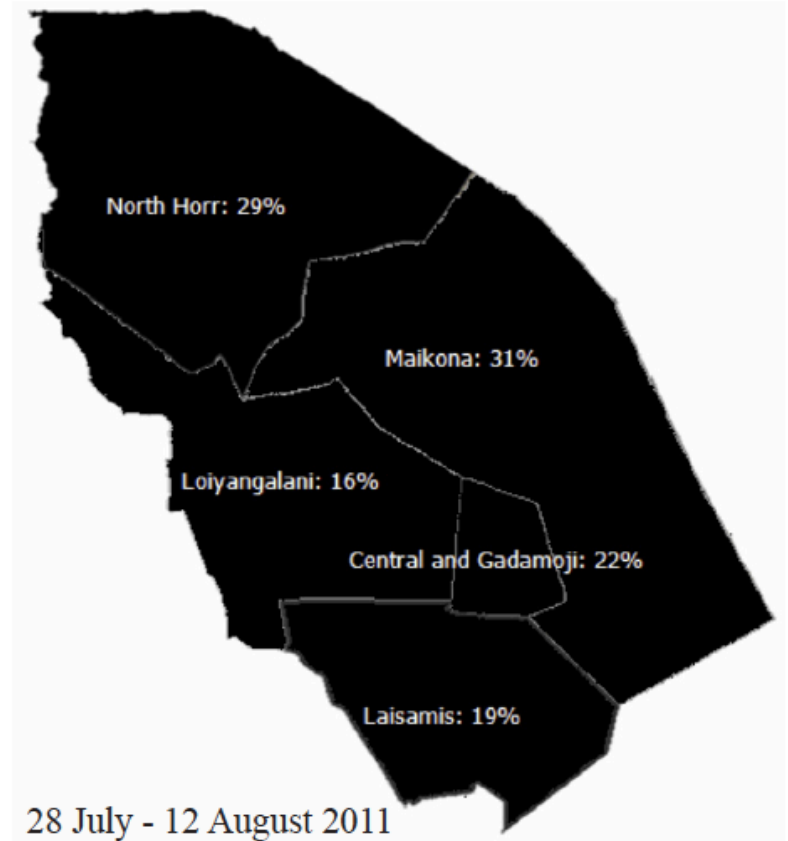 North Horr: 29%
Maikona: 31%
Loiyangalani: 16%
Central and Gadamoji: 22%
Laisamis: 19%
28 July - 12 August 2011